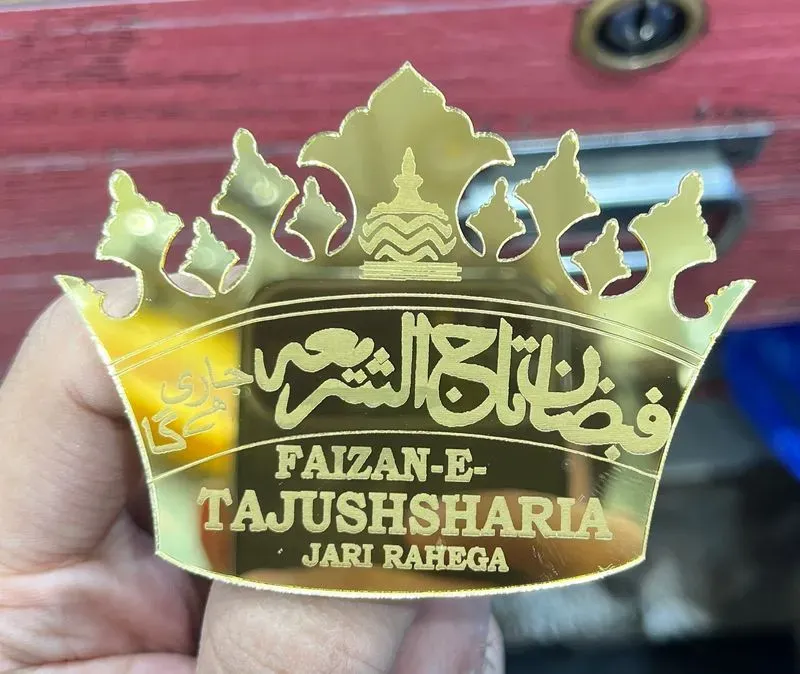 فیضان تاج الشریعہ
جاری رہے گا
FAIZAN-E-
TAJUSHSHARIA
JARI RAHEGA